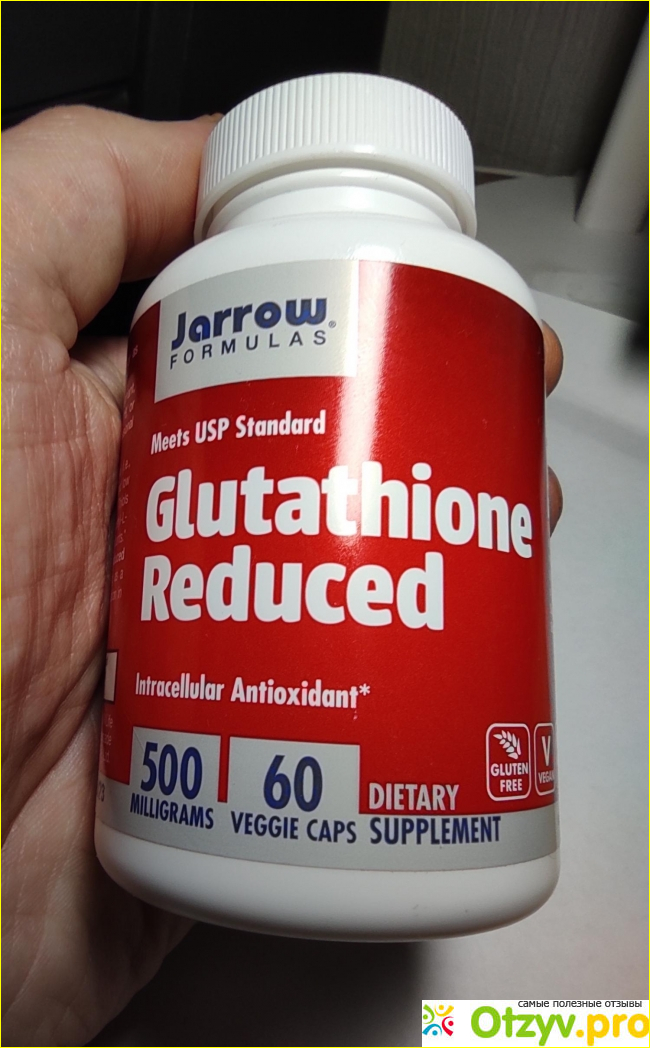 Jarrow®
FORMULAS
Meets USP Standard
Glutathione
Reduced
Intracellular Antioxidant*
500
MILLIGRAMS
60
VEGGIE CAPS
DIETARY
SUPPLEMENT
GLUTEN
FREE
V
VEGAN
самые полезные отзывы
Otzyv.pro